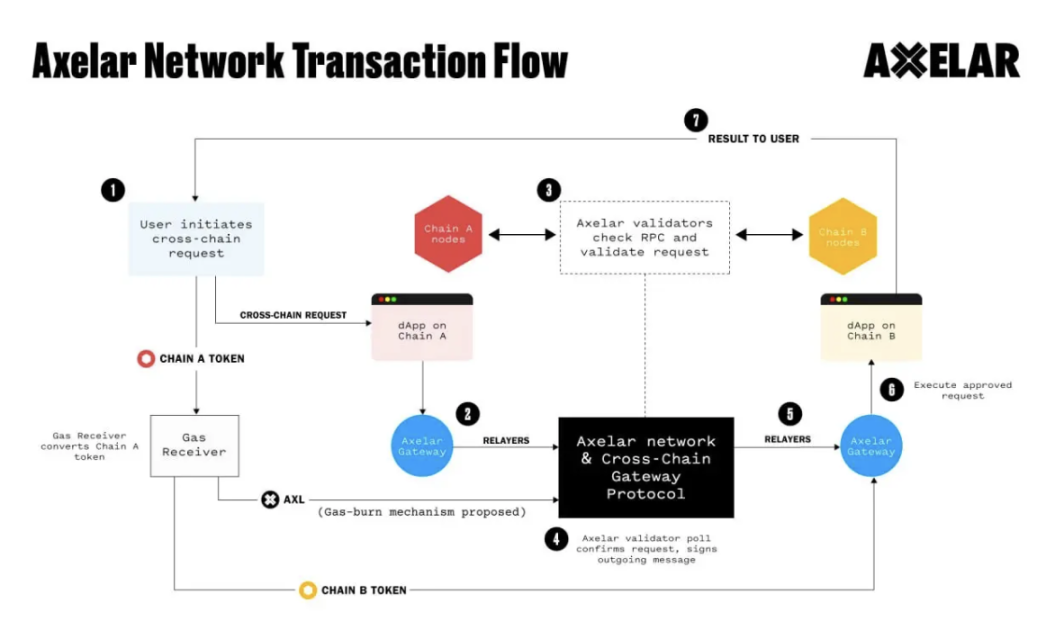 Axelar Network Transaction Flow
AXELAR
7
RESULT TO USER
1
User initiates
cross-chain
request
Chain A
nodes
3
Axelar validators
check RPC and
validate request
Chain B
nodes
CROSS-CHAIN REQUEST
dApp on
Chain A
dApp on
Chain B
CHAIN A TOKEN
6
Execute approved
request
Gas Receiver
converts Chain A
token
Gas
Receiver
2
Axelar
Gateway
RELAYERS
Axelar network
& Cross-Chain
Gateway
Protocol
5
RELAYERS
Axelar
Gateway
AXL
(Gas-burn mechanism proposed)
4
Axelar validator poll
confirms request, signs
outgoing message
CHAIN B TOKEN